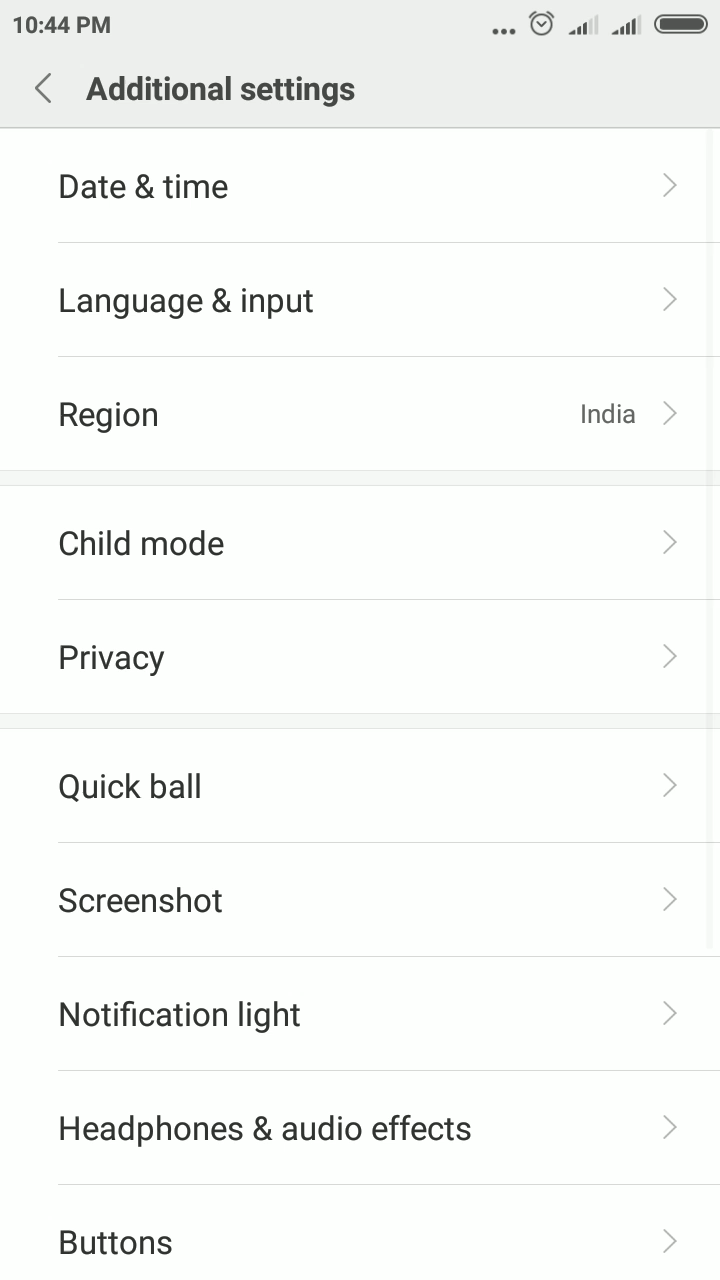 10:44 PM
Additional settings
Date & time
Language & input
Region India
Child mode
Privacy
Quick ball
Screenshot
Notification light
Headphones & audio effects
Buttons